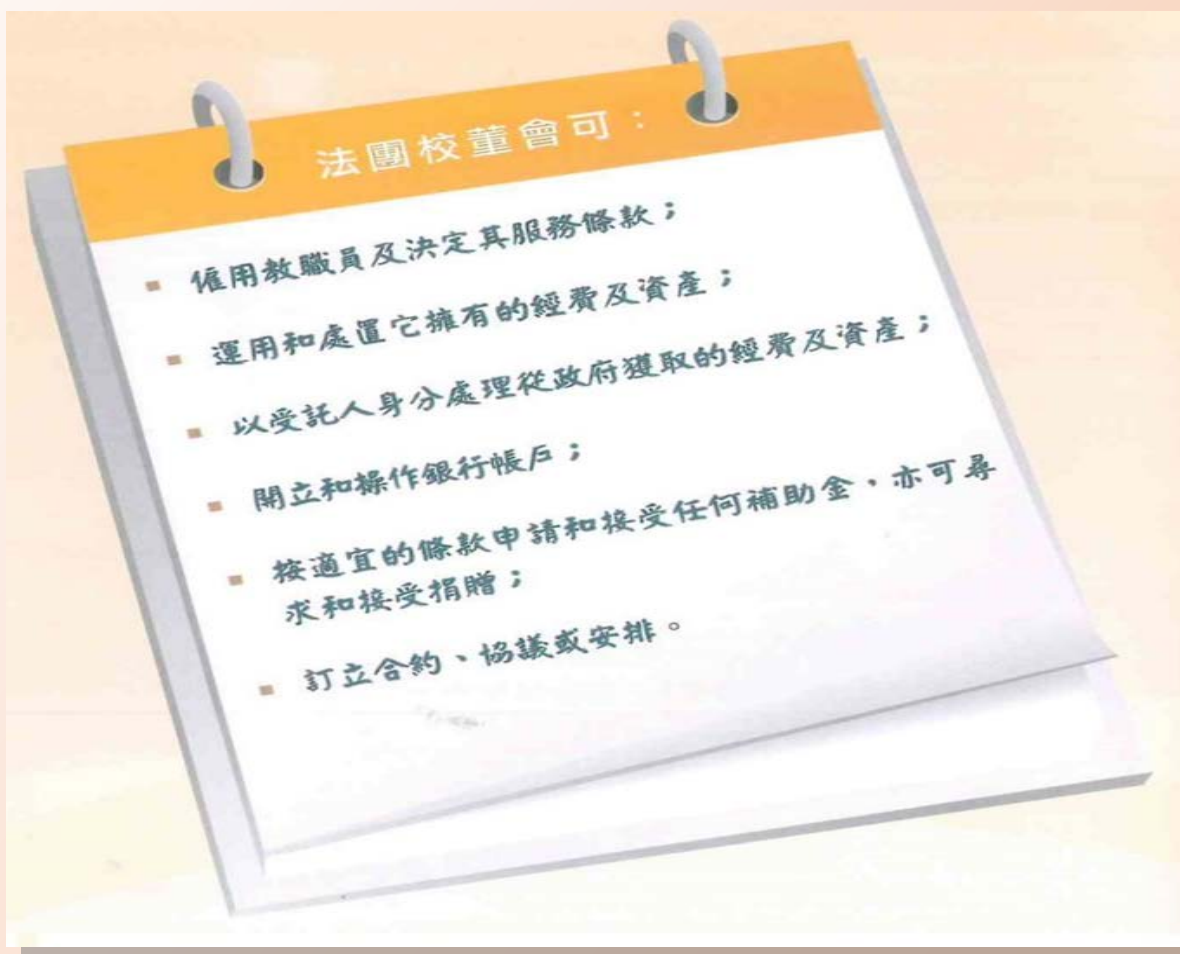 法團校董會可：
▪ 僱用教職員及決定其服務條款；
▪ 運用和處置它擁有的經費及資產；
▪ 以受託人身分處理從政府獲取的經費及資產；
▪ 開立和操作銀行帳戶；
▪ 按適宜的條款申請和接受任何補助金，亦可尋
求和接受捐贈；
▪ 訂立合約、協議或安排。